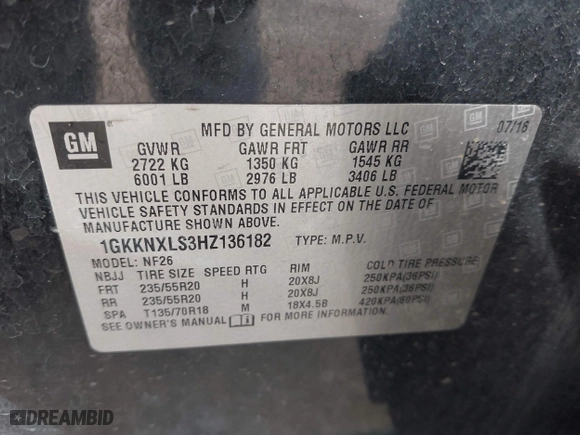 GM
MFD BY GENERAL MOTORS LLC 07/16
GVWR GAWR FRT GAWR RR
2722 KG 1350 KG 1545 KG
6001 LB 2976 LB 3406 LB
THIS VEHICLE CONFORMS TO ALL APPLICABLE U.S. FEDERAL MOTOR
VEHICLE SAFETY STANDARDS IN EFFECT ON THE DATE OF
MANUFACTURE SHOWN ABOVE.
1GKKNXLS3HZ136182 TYPE: M.P.V.
MODEL: NF26
NBJJ TIRE SIZE SPEED RTG RIM COLD TIRE PRESSURE
FRT 235/55R20 H 20X8J 250KPA(36PSI)
RR 235/55R20 H 20X8J 250KPA(36PSI)
SPA T135/70R18 M 18X4.5B 420KPA(60PSI)
SEE OWNER'S MANUAL FOR MORE INFORMATION.
DREAMBID